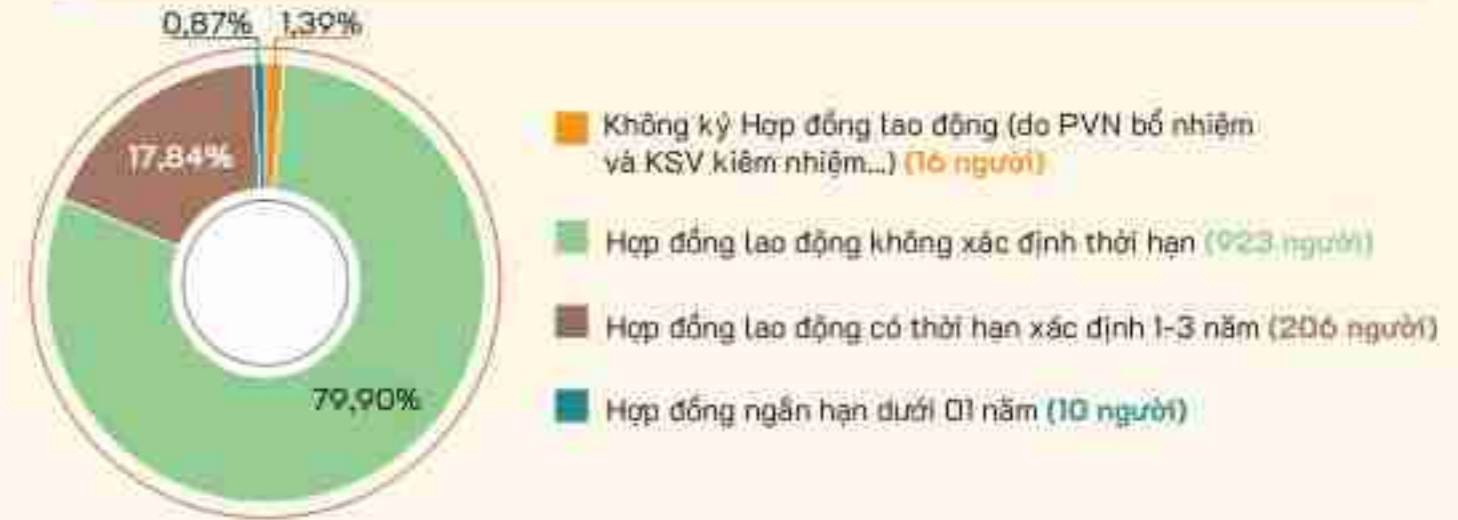 0,87%
1,39%
17,84%
79,90%
Không ký Hợp đồng lao động (do PVN bổ nhiệm
và KSV kiêm nhiệm...) (16 người)
Hợp đồng lao động không xác định thời hạn (923 người)
Hợp đồng lao động có thời hạn xác định 1-3 năm (206 người)
Hợp đồng ngắn hạn dưới 01 năm (10 người)